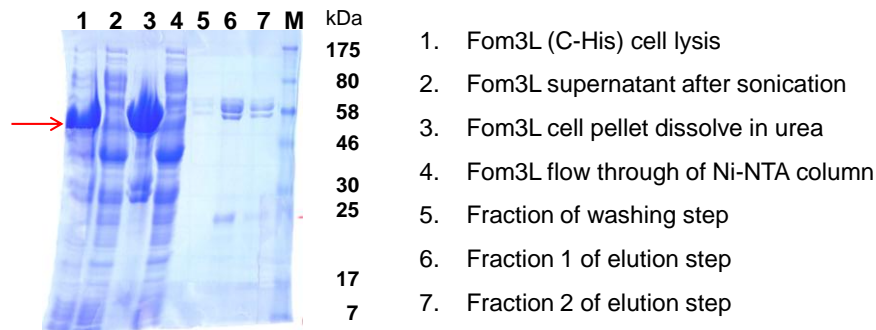 1 2 3 4 5 6 7 M kDa
175
80
58
46
30
25
17
7
1. Fom3L (C-His) cell lysis
2. Fom3L supernatant after sonication
3. Fom3L cell pellet dissolve in urea
4. Fom3L flow through of Ni-NTA column
5. Fraction of washing step
6. Fraction 1 of elution step
7. Fraction 2 of elution step